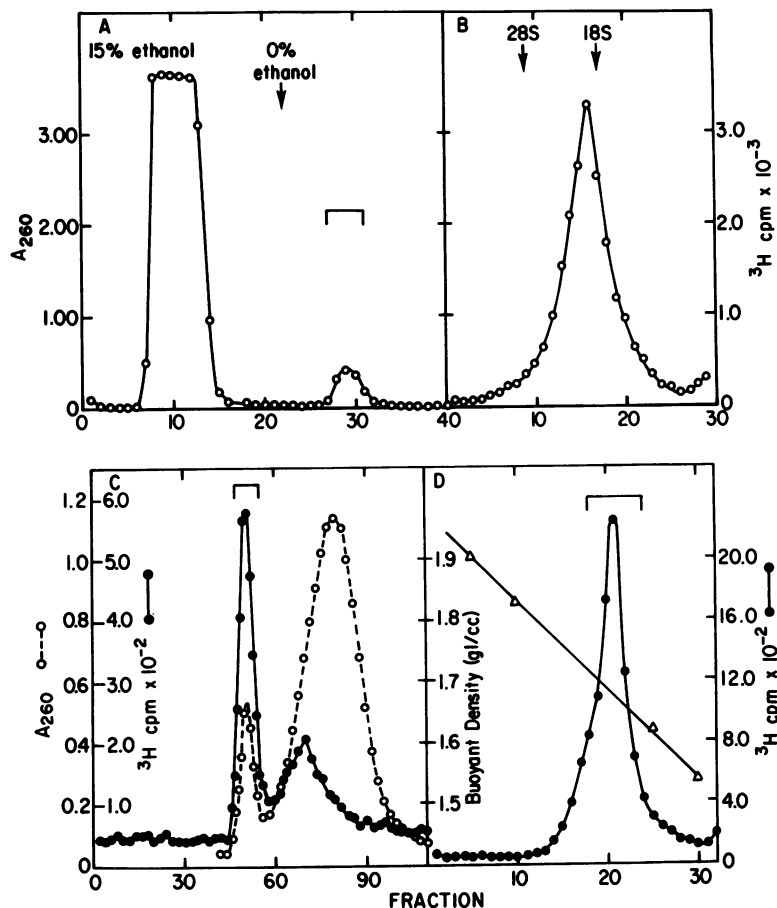 A
15% ethanol
0%
ethanol
A260
3.00
2.00
1.00
0
0 10 20 30 40
B
28S 18S
3.0
2.0
1.0
0
10 20 30
³H cpm x 10⁻³
C
A260
1.2
1.0
0.8
0.6
0.4
0.2
0
6.0
5.0
4.0
3.0
2.0
1.0
³H cpm x 10⁻²
0 30 60 90
D
1.9
1.8
1.7
1.6
1.5
Buoyant Density (gl/cc)
20.0
16.0
12.0
8.0
4.0
0
³H cpm x 10⁻²
10 20 30
FRACTION